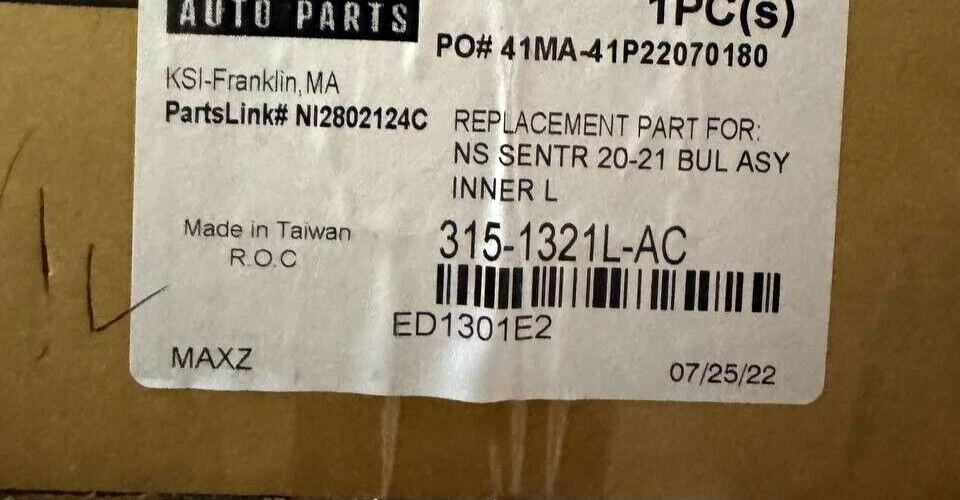 AUTO PARTS
1PC(s)
PO# 41MA-41P22070180
KSI-Franklin, MA
PartsLink# NI2802124C
REPLACEMENT PART FOR:
NS SENTR 20-21 BUL ASY
INNER L
Made in Taiwan
R.O.C
315-1321L-AC
ED1301E2
MAXZ
07/25/22